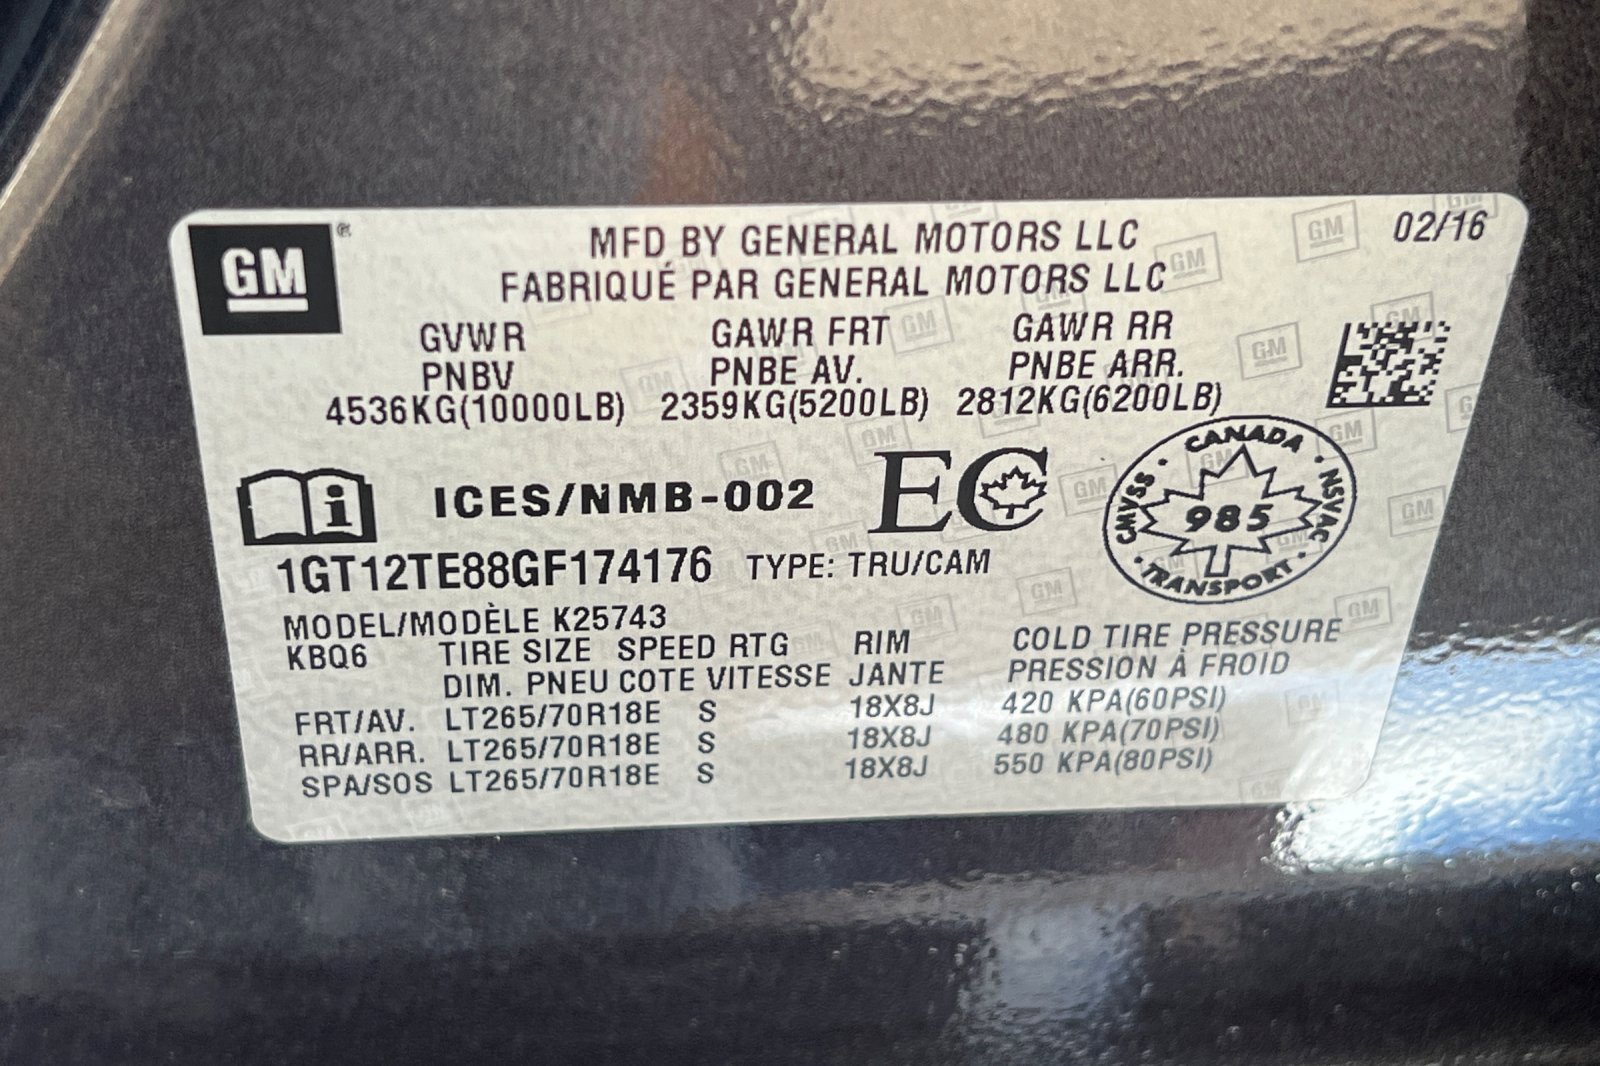 GM®
MFD BY GENERAL MOTORS LLC
02/16
FABRIQUÉ PAR GENERAL MOTORS LLC
GVWR GAWR FRT GAWR RR
PNBV PNBE AV. PNBE ARR.
4536KG(10000LB) 2359KG(5200LB) 2812KG(6200LB)
ICES/NMB-002
EC
CANADA · NSVAC · TRANSPORT · CMVSS ·
985
1GT12TE88GF174176 TYPE: TRU/CAM
MODEL/MODÈLE K25743
KBQ6 TIRE SIZE SPEED RTG RIM COLD TIRE PRESSURE
DIM. PNEU COTE VITESSE JANTE PRESSION À FROID
FRT/AV. LT265/70R18E S 18X8J 420 KPA(60PSI)
RR/ARR. LT265/70R18E S 18X8J 480 KPA(70PSI)
SPA/SOS LT265/70R18E S 18X8J 550 KPA(80PSI)